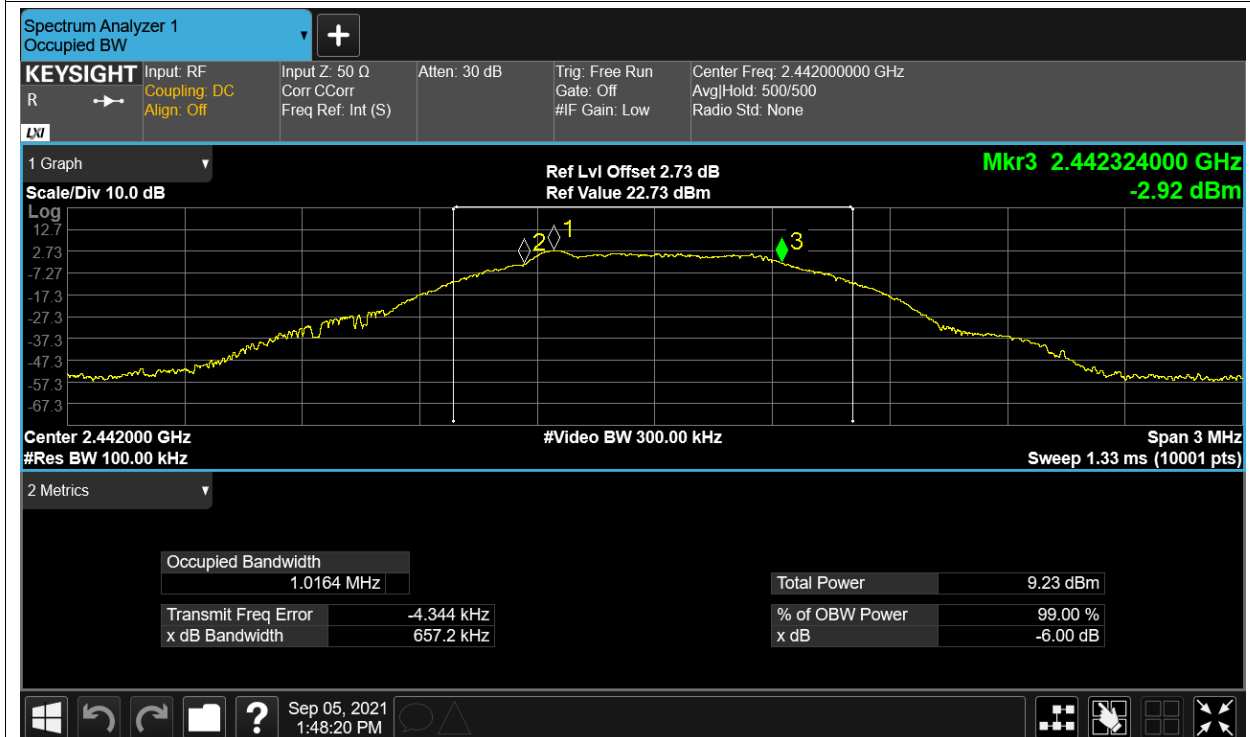 Spectrum Analyzer 1
Occupied BW
+
KEYSIGHT Input: RF Input Z: 50 Ω Atten: 30 dB Trig: Free Run Center Freq: 2.442000000 GHz
R Coupling: DC Corr CCorr Gate: Off Avg|Hold: 500/500
Align: Off Freq Ref: Int (S) #IF Gain: Low Radio Std: None
LXI
1 Graph
Ref Lvl Offset 2.73 dB
Mkr3 2.442324000 GHz
Scale/Div 10.0 dB Ref Value 22.73 dBm -2.92 dBm
Log
12.7
2.73
-7.27
-17.3
-27.3
-37.3
-47.3
-57.3
-67.3
2
1
3
Center 2.442000 GHz #Video BW 300.00 kHz Span 3 MHz
#Res BW 100.00 kHz Sweep 1.33 ms (10001 pts)
2 Metrics
Occupied Bandwidth
1.0164 MHz Total Power 9.23 dBm
Transmit Freq Error -4.344 kHz % of OBW Power 99.00 %
x dB Bandwidth 657.2 kHz x dB -6.00 dB
? Sep 05, 2021
1:48:20 PM